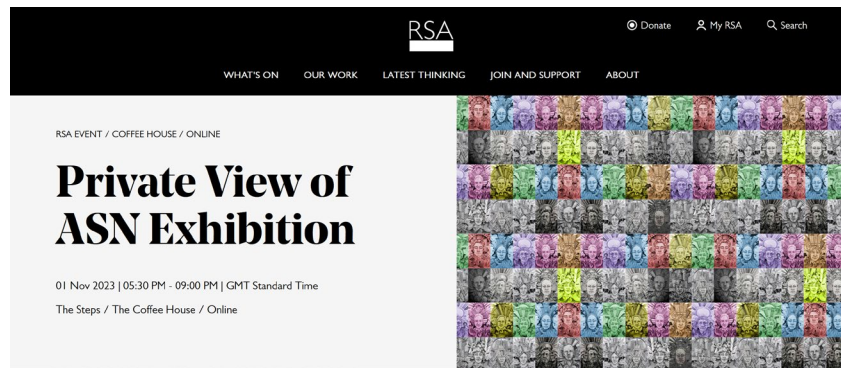 RSA
Donate
My RSA
Search
WHAT'S ON
OUR WORK
LATEST THINKING
JOIN AND SUPPORT
ABOUT
RSA EVENT / COFFEE HOUSE / ONLINE
Private View of
ASN Exhibition
01 Nov 2023 | 05:30 PM - 09:00 PM | GMT Standard Time
The Steps / The Coffee House / Online